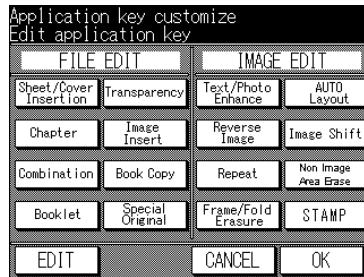 Application key customize
Edit application key
FILE EDIT
IMAGE EDIT
Sheet/Cover
Insertion
Transparency
Text/Photo
Enhance
AUTO
Layout
Chapter
Image
Insert
Reverse
Image
Image Shift
Combination
Book Copy
Repeat
Non Image
Area Erase
Booklet
Special
Original
Frame/Fold
Erasure
STAMP
EDIT
CANCEL
OK